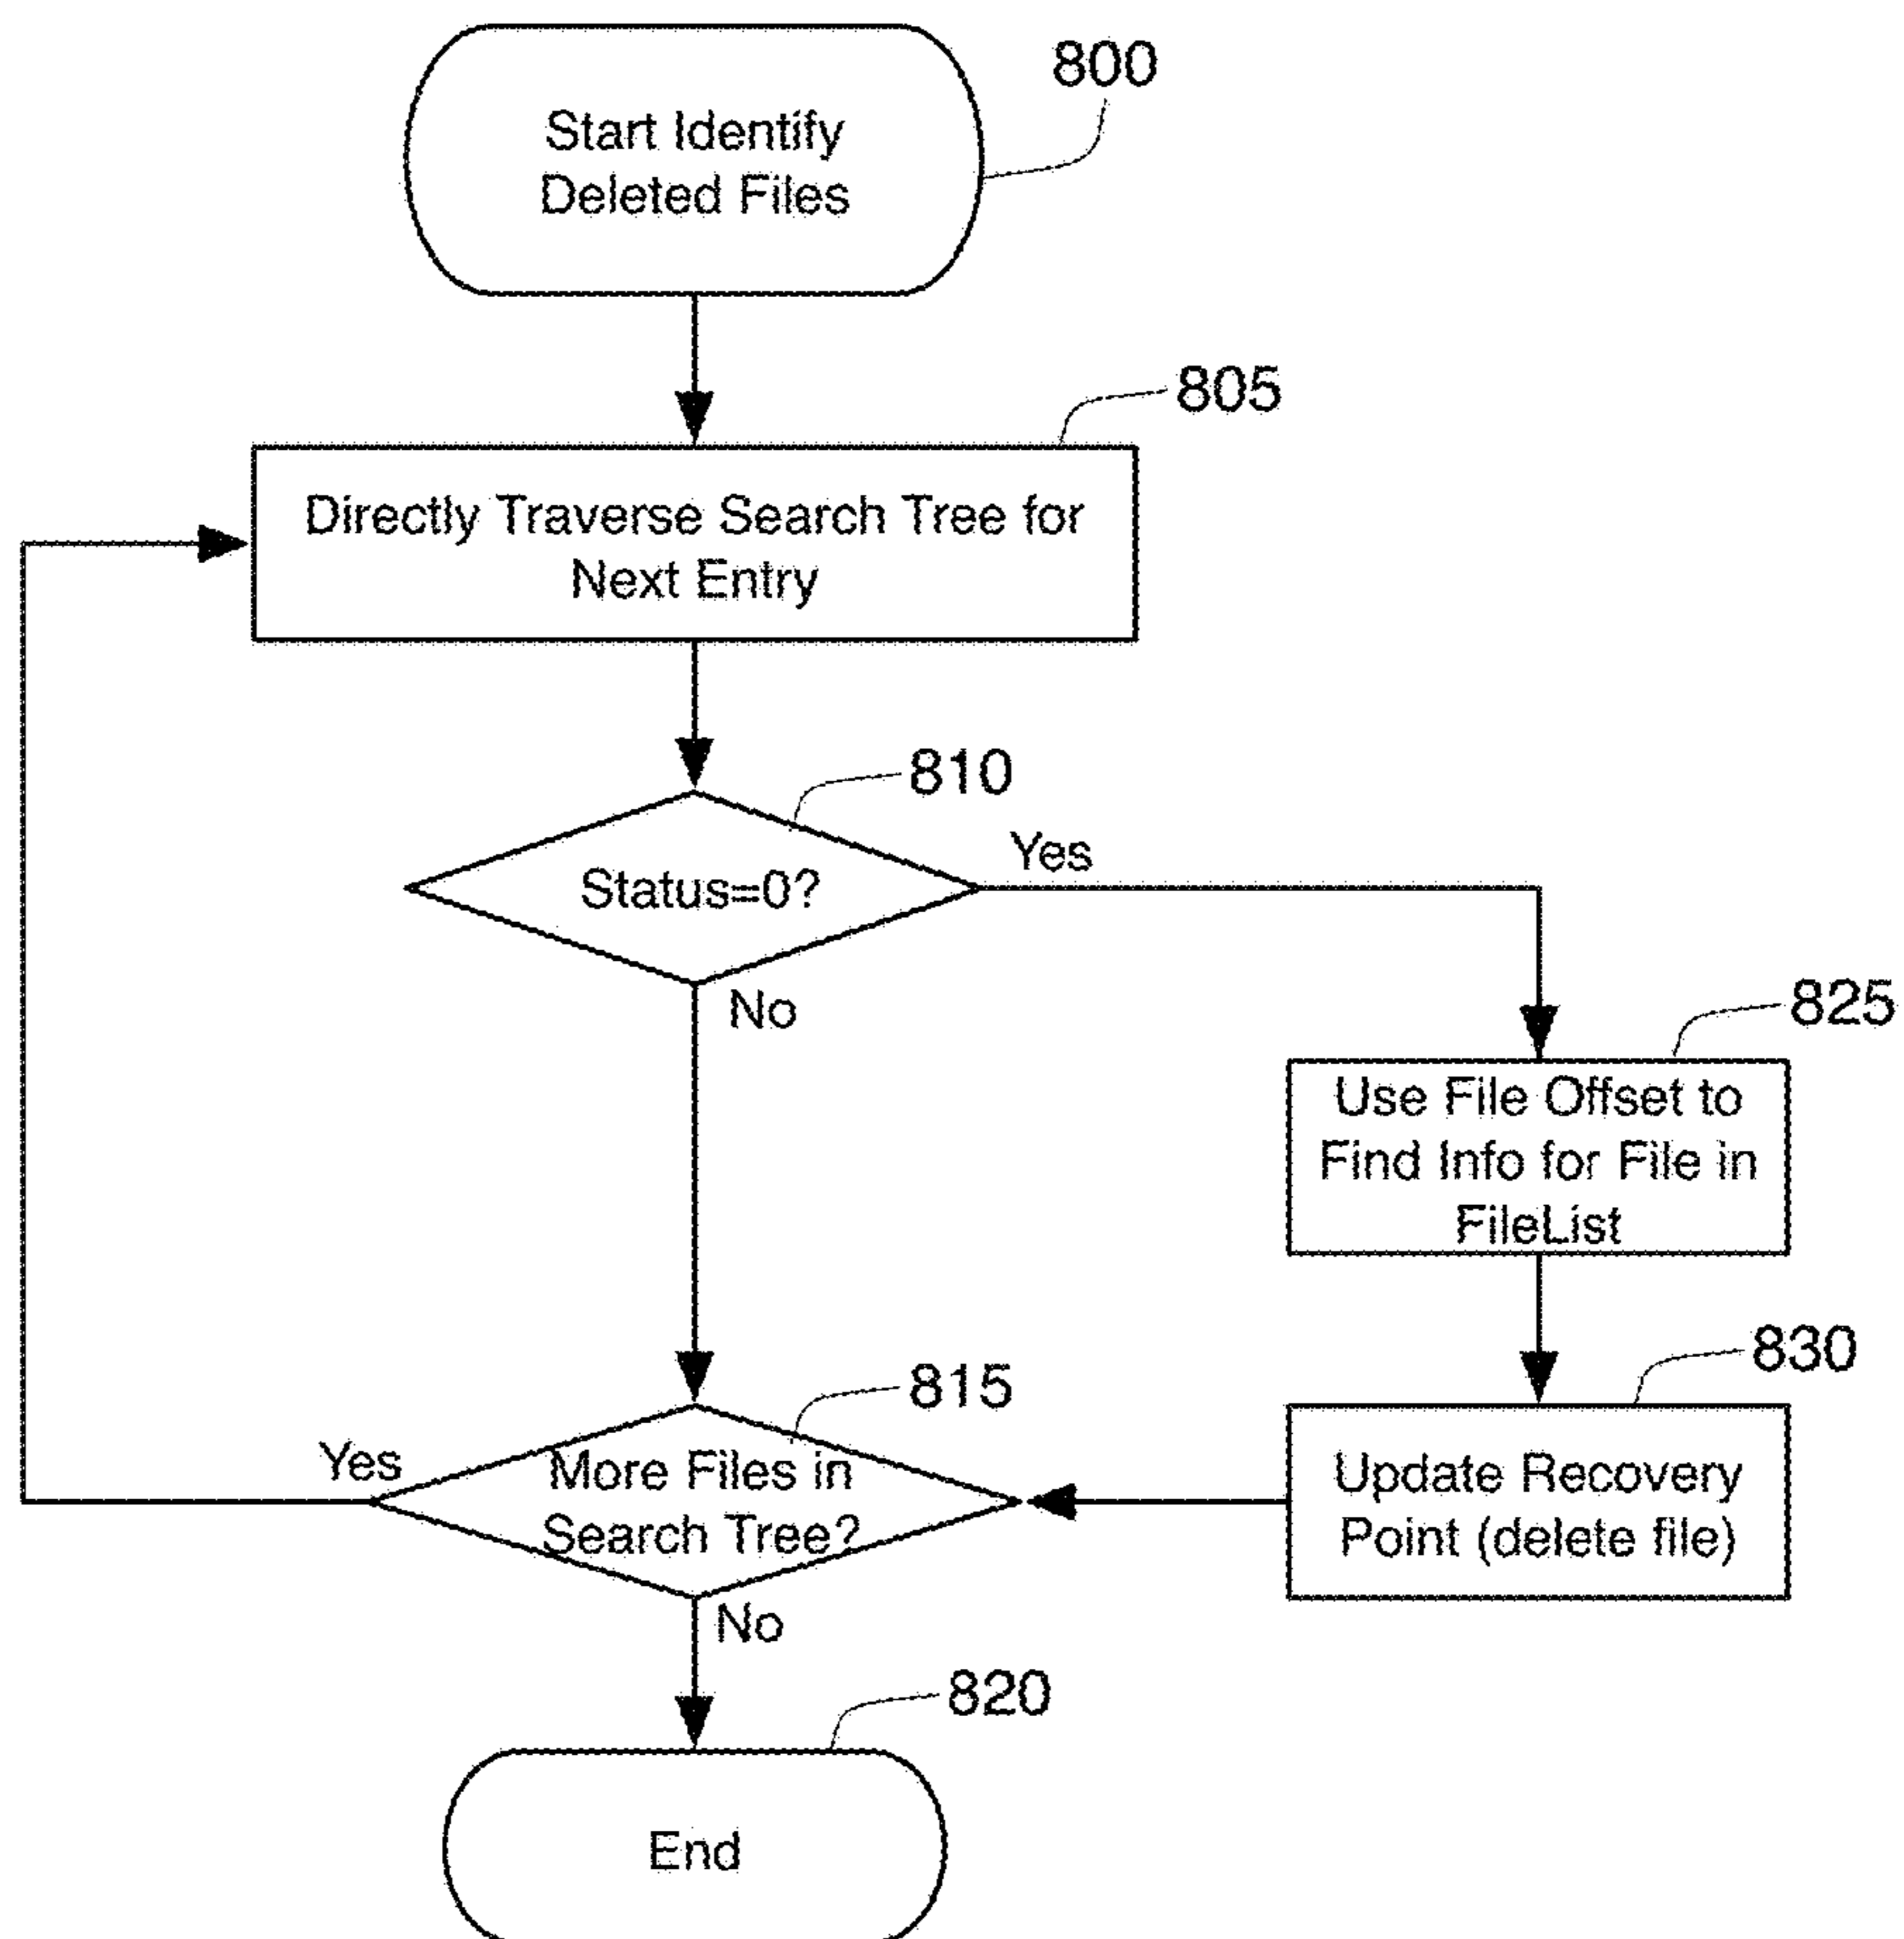 800
Start Identify
Deleted Files
805
Directly Traverse Search Tree for
Next Entry
810
Status=0?
Yes
No
825
Use File Offset to
Find Info for File in
FileList
830
Update Recovery
Point (delete file)
815
More Files in
Search Tree?
Yes
No
820
End